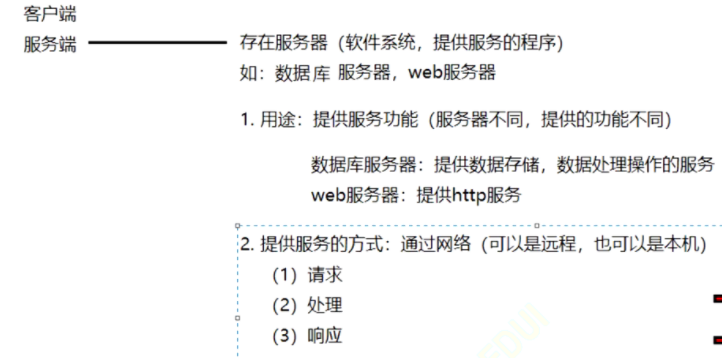 客户端
服务端 存在服务器（软件系统，提供服务的程序）
如：数据库 服务器，web服务器
1. 用途：提供服务功能（服务器不同，提供的功能不同）
数据库服务器：提供数据存储，数据处理操作的服务
web服务器：提供http服务
2. 提供服务的方式：通过网络（可以是远程，也可以是本机）
（1）请求
（2）处理
（3）响应